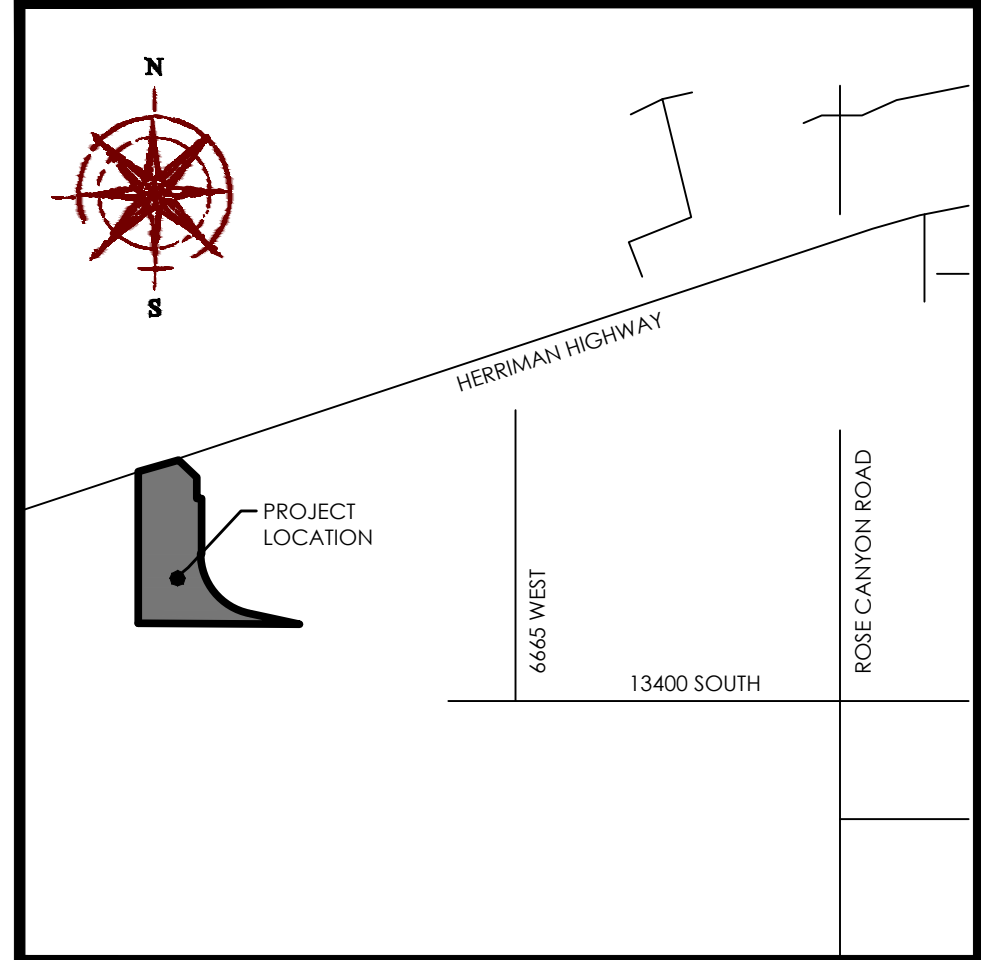 N
S
HERRIMAN HIGHWAY
PROJECT
LOCATION
6665 WEST
ROSE CANYON ROAD
13400 SOUTH